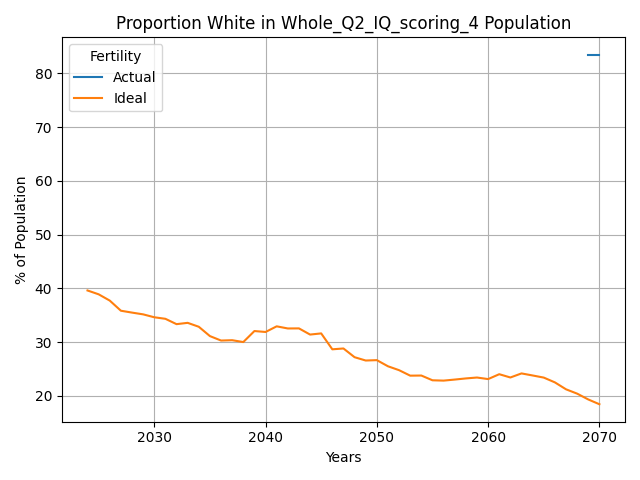 Proportion White in Whole_Q2_IQ_scoring_4 Population
Fertility
Actual
Ideal
% of Population
80
70
60
50
40
30
20
2030 2040 2050 2060 2070
Years